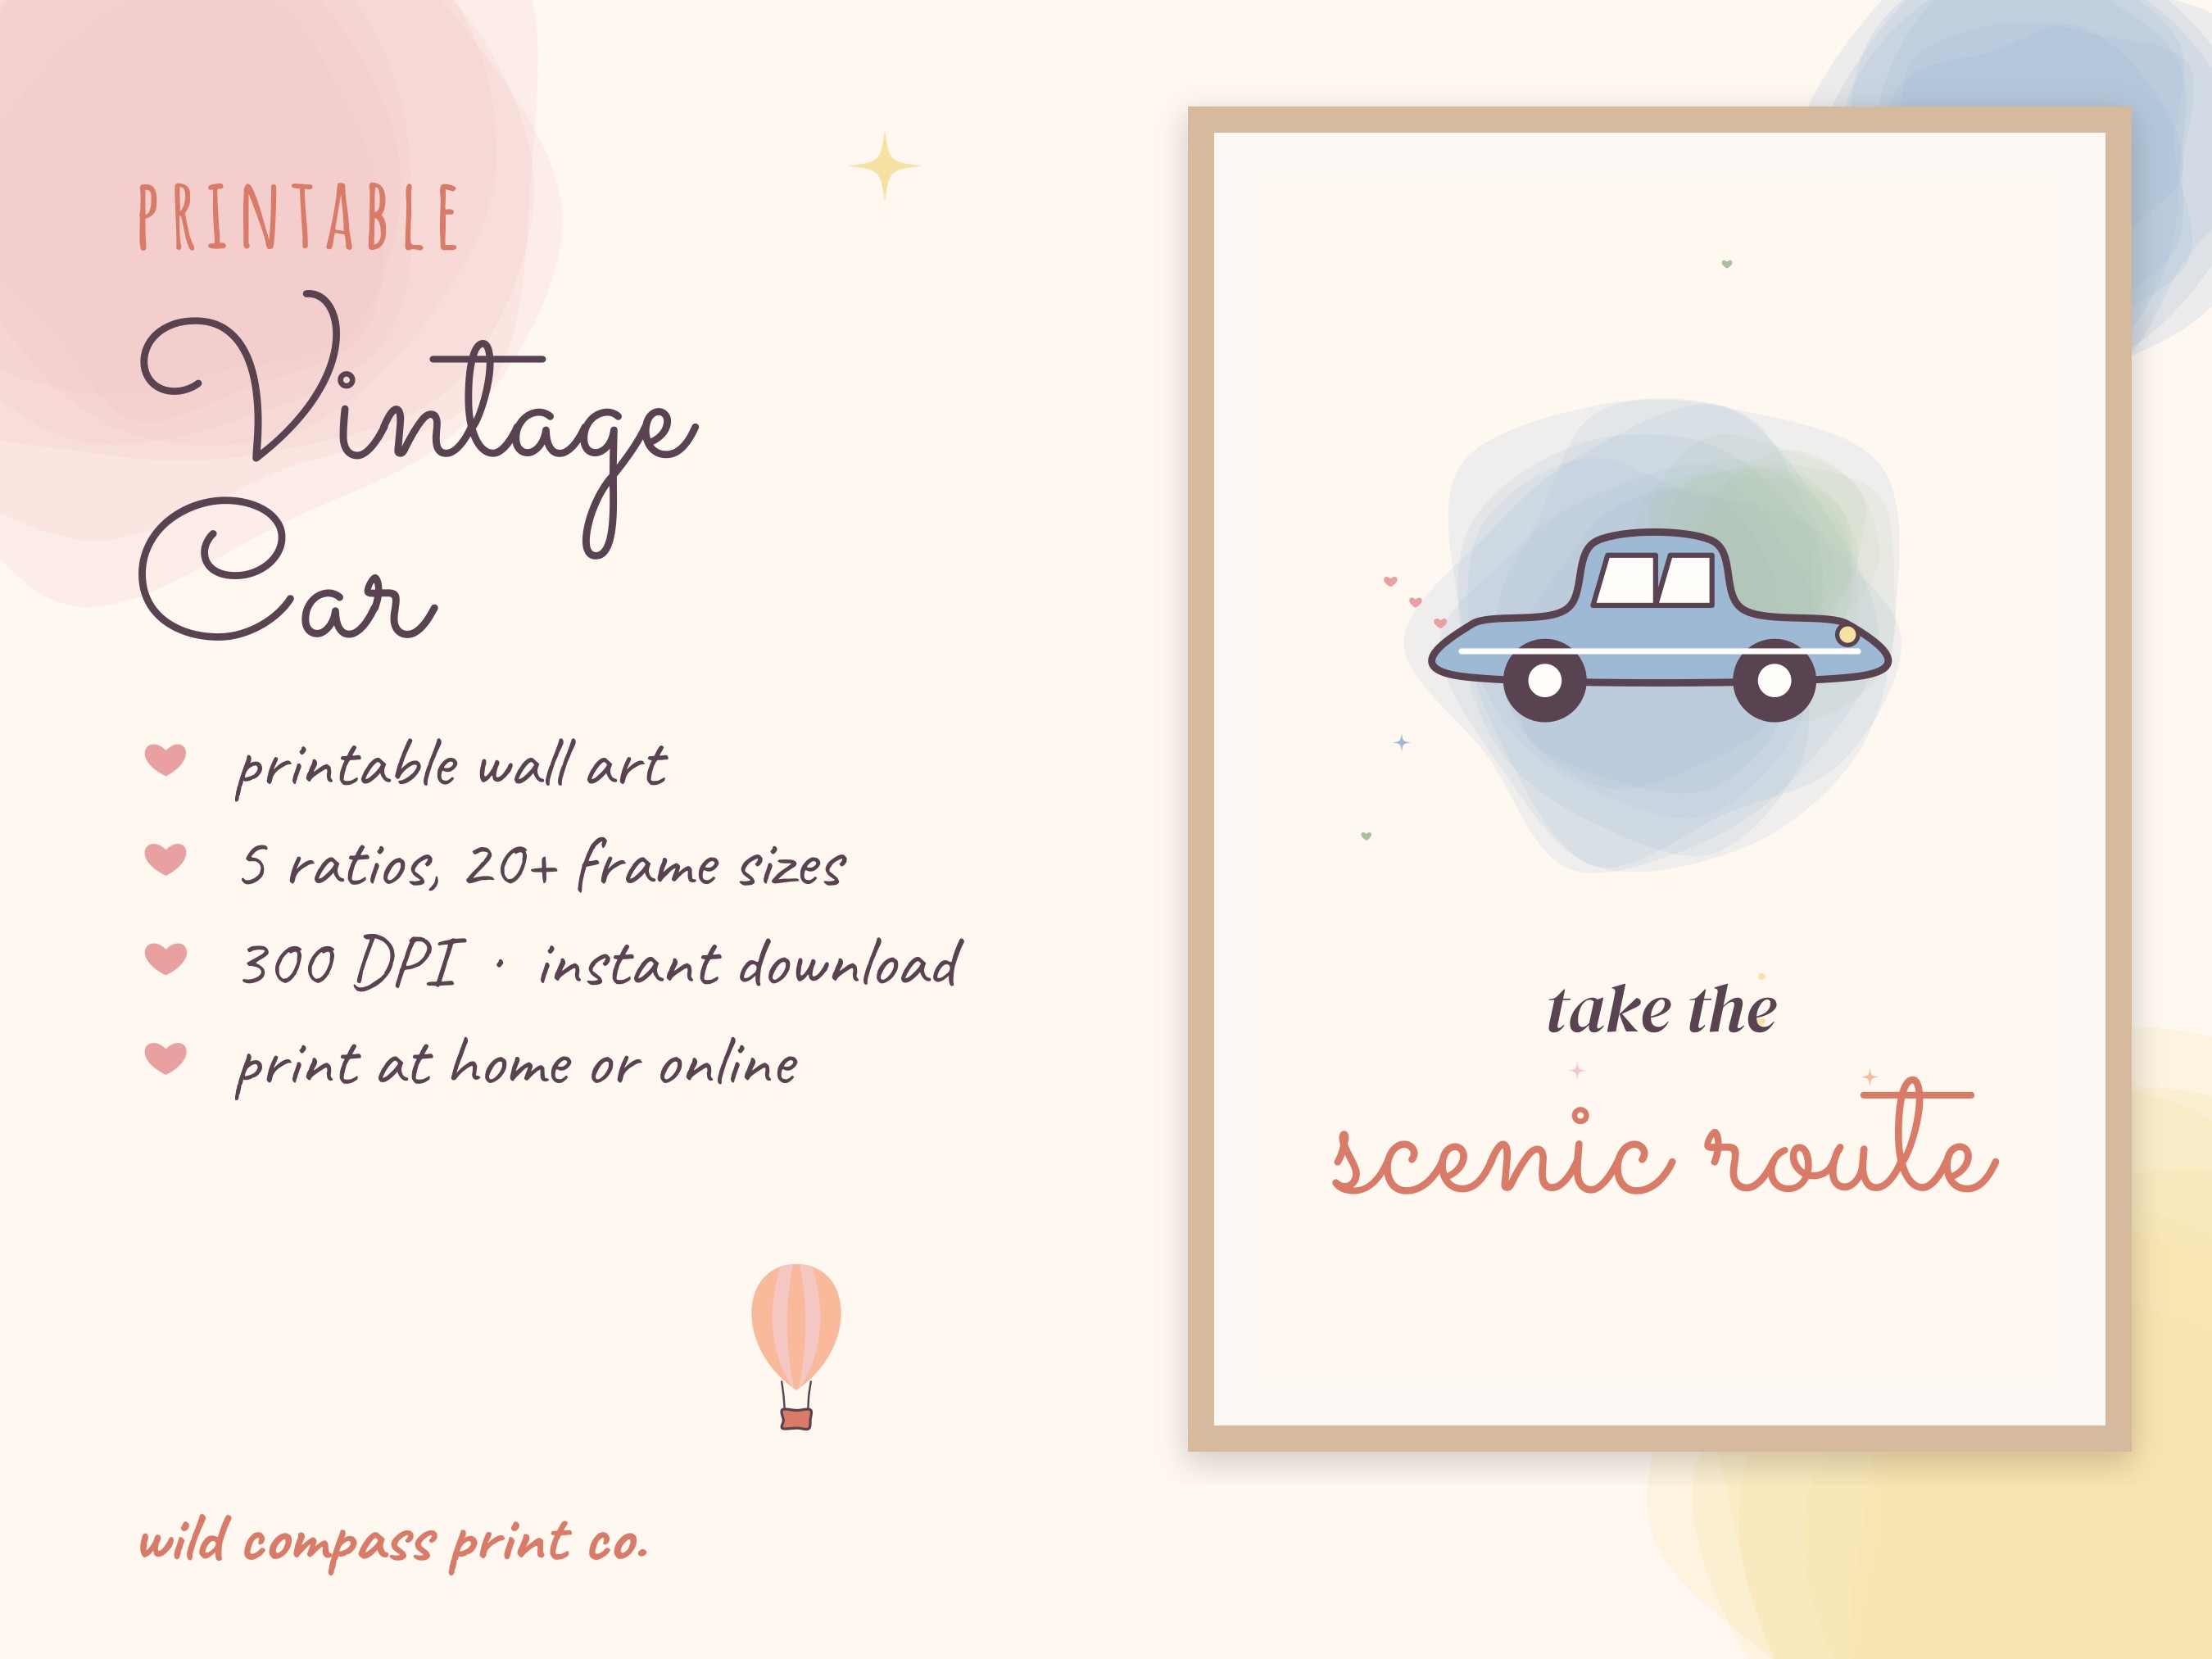 PRINTABLE
Vintage
Car
printable wall art
5 ratios, 20+ frame sizes
300 DPI · instant download
print at home or online
wild compass print co.
take the
scenic route